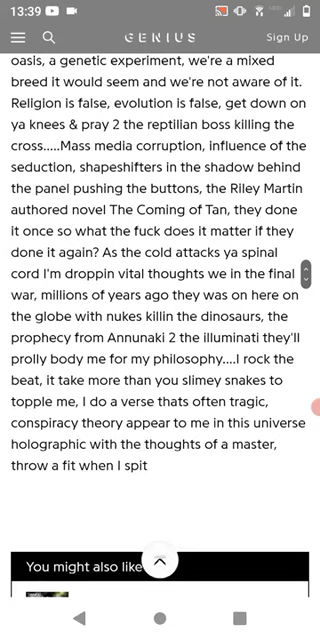 13:39
GENIUS
Sign Up
oasis, a genetic experiment, we're a mixed
breed it would seem and we're not aware of it.
Religion is false, evolution is false, get down on
ya knees & pray 2 the reptilian boss killing the
cross.....Mass media corruption, influence of the
seduction, shapeshifters in the shadow behind
the panel pushing the buttons, the Riley Martin
authored novel The Coming of Tan, they done
it once so what the fuck does it matter if they
done it again? As the cold attacks ya spinal
cord I'm droppin vital thoughts we in the final
war, millions of years ago they was on here on
the globe with nukes killin the dinosaurs, the
prophecy from Annunaki 2 the illuminati they'll
prolly body me for my philosophy....I rock the
beat, it take more than you slimey snakes to
topple me, I do a verse thats often tragic,
conspiracy theory appear to me in this universe
holographic with the thoughts of a master,
throw a fit when I spit
You might also like